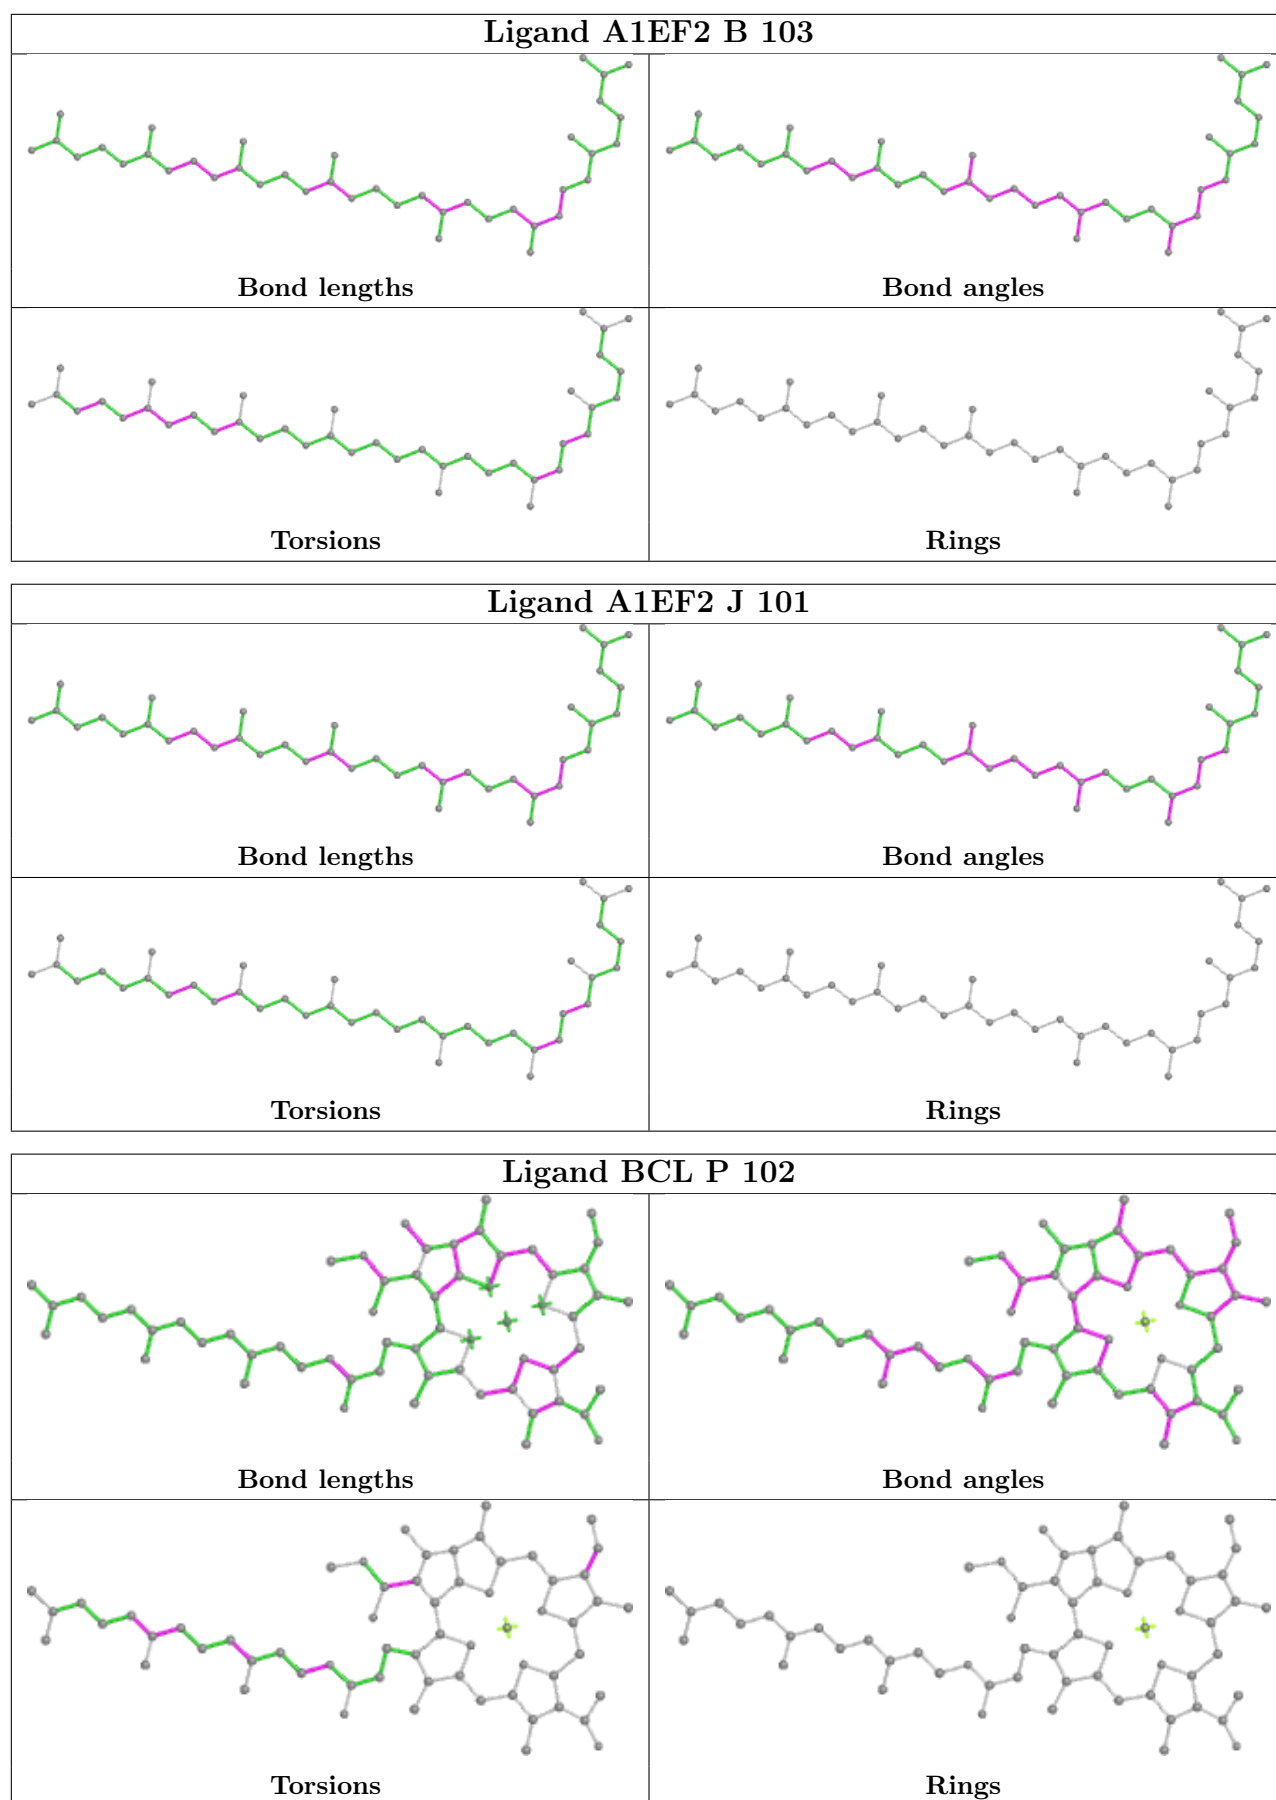 Ligand A1EF2 B 103
Bond lengths
Bond angles
Torsions
Rings
Ligand A1EF2 J 101
Bond lengths
Bond angles
Torsions
Rings
Ligand BCL P 102
Bond lengths
Bond angles
Torsions
Rings